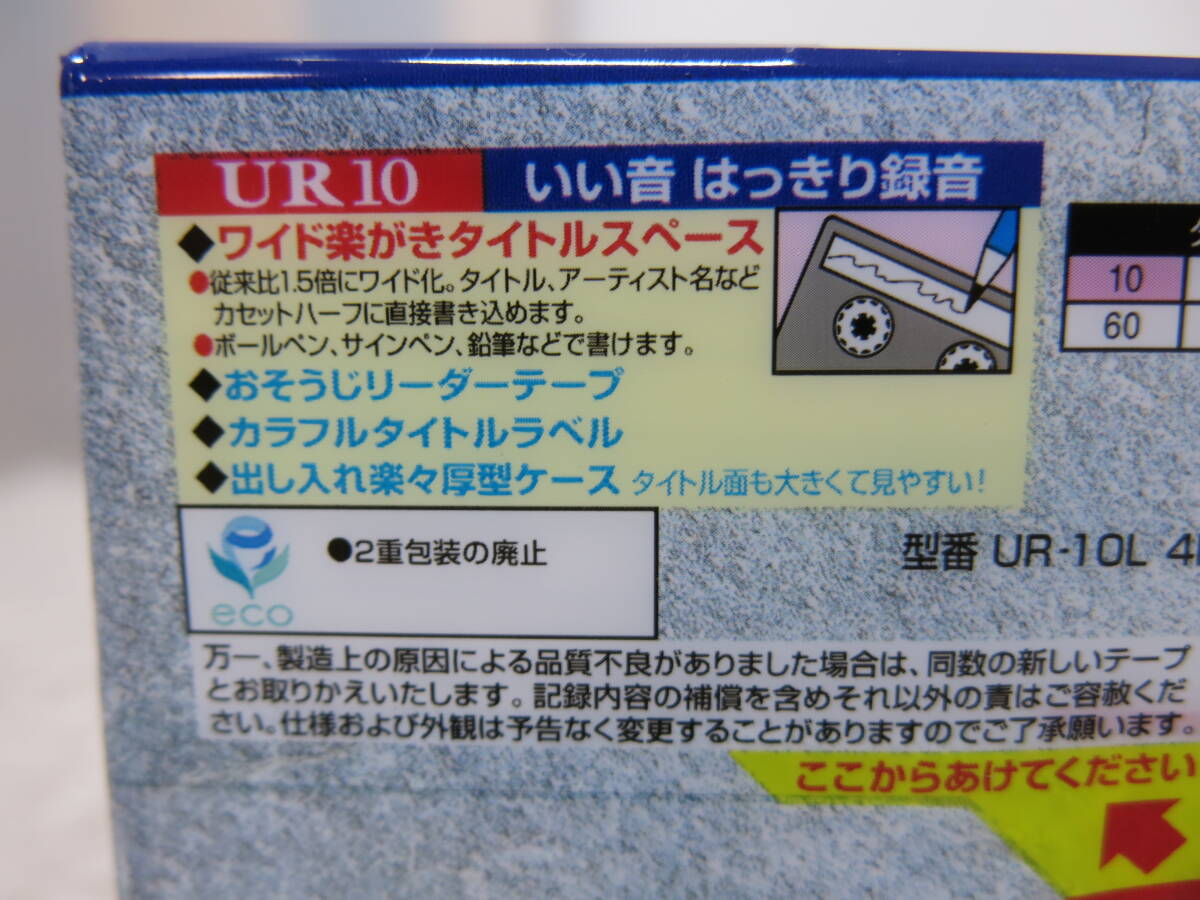 UR10 いい音 はっきり録音
◆ワイド楽がきタイトルスペース
●従来比1.5倍にワイド化。タイトル、アーティスト名など
カセットハーフに直接書き込めます。
●ボールペン、サインペン、鉛筆などで書けます。
◆おそうじリーダーテープ
◆カラフルタイトルラベル
◆出し入れ楽々厚型ケース タイトル面も大きくて見やすい!
10
60
eco
●2重包装の廃止
型番 UR-10L 4
万一、製造上の原因による品質不良がありました場合は、同数の新しいテープ
とお取りかえいたします。記録内容の補償を含めそれ以外の責はご容赦くだ
さい。仕様および外観は予告なく変更することがありますのでご了承願います。
ここからあけてください